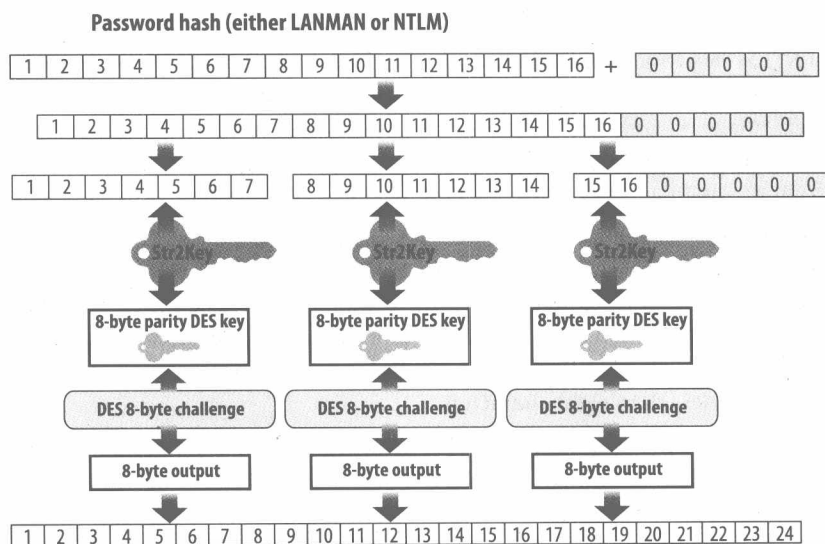 Password hash (either LANMAN or NTLM)
1 2 3 4 5 6 7 8 9 10 11 12 13 14 15 16 + 0 0 0 0 0
1 2 3 4 5 6 7 8 9 10 11 12 13 14 15 16 0 0 0 0 0
1 2 3 4 5 6 7 8 9 10 11 12 13 14 15 16 0 0 0 0 0
Str2Key Str2Key Str2Key
8-byte parity DES key 8-byte parity DES key 8-byte parity DES key
DES 8-byte challenge DES 8-byte challenge DES 8-byte challenge
8-byte output 8-byte output 8-byte output
1 2 3 4 5 6 7 8 9 10 11 12 13 14 15 16 17 18 19 20 21 22 23 24